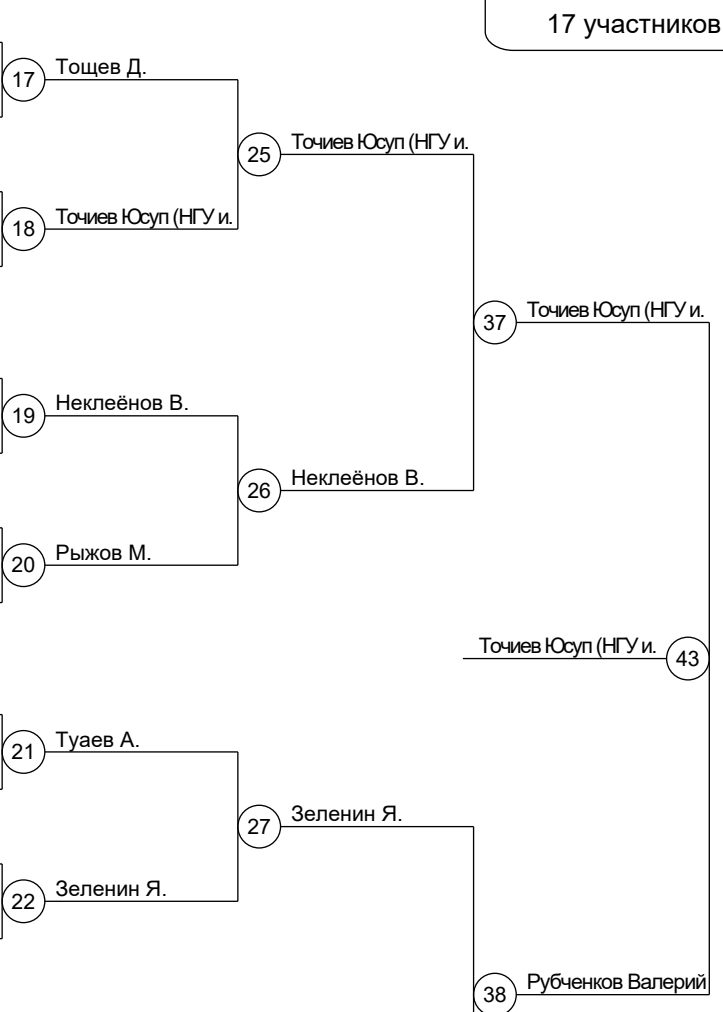 17 участников
17 Тощев Д.
25 Точиев Юсуп (НГУ и.
18 Точиев Юсуп (НГУ и.
37 Точиев Юсуп (НГУ и.
19 Неклеёнов В.
26 Неклеёнов В.
20 Рыжов М.
Точиев Юсуп (НГУ и. 43
21 Туаев А.
27 Зеленин Я.
22 Зеленин Я.
38 Рубченков Валерий